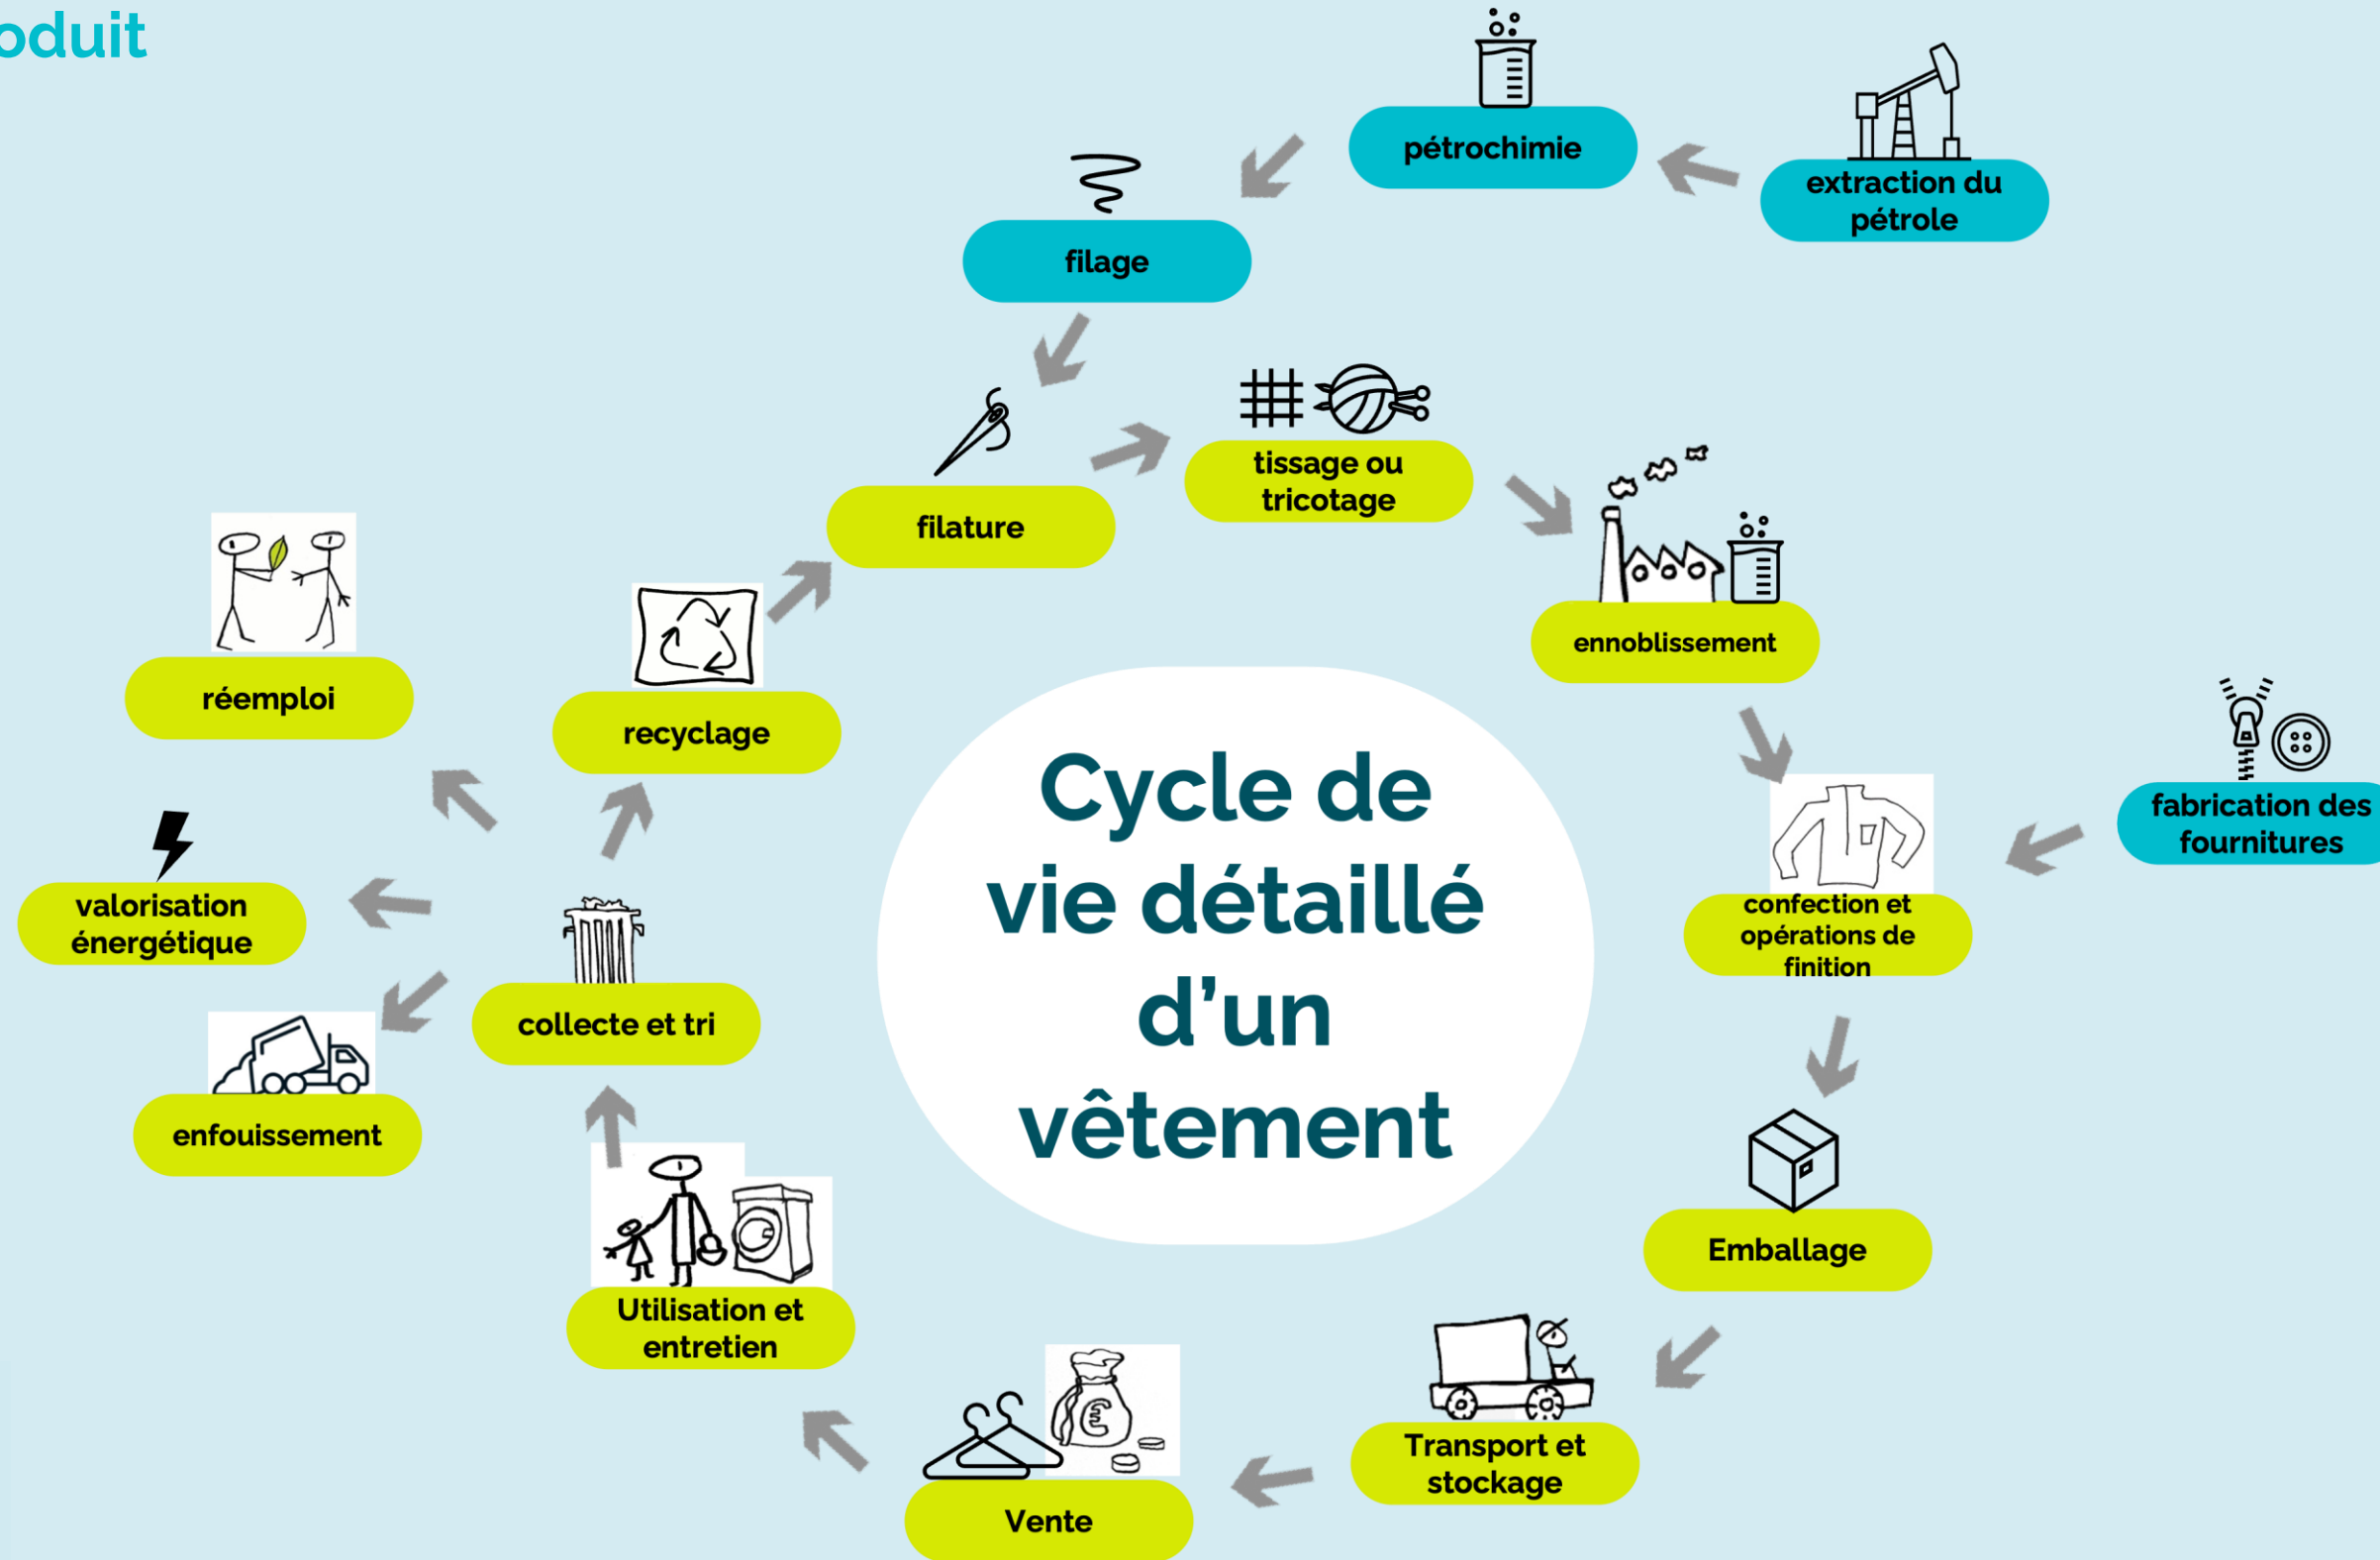 oduit
pétrochimie
extraction du
pétrole
filage
filature
tissage ou
tricotage
ennoblissement
fabrication des
fournitures
confection et
opérations de
finition
Emballage
Transport et
stockage
Vente
Utilisation et
entretien
collecte et tri
recyclage
réemploi
valorisation
énergétique
enfouissement
Cycle de
vie détaillé
d'un
vêtement
€